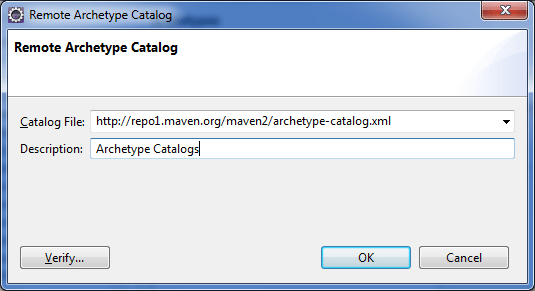 Remote Archetype Catalog
Remote Archetype Catalog
Catalog File: http://repo1.maven.org/maven2/archetype-catalog.xml
Description: Archetype Catalogs
Verify... OK Cancel